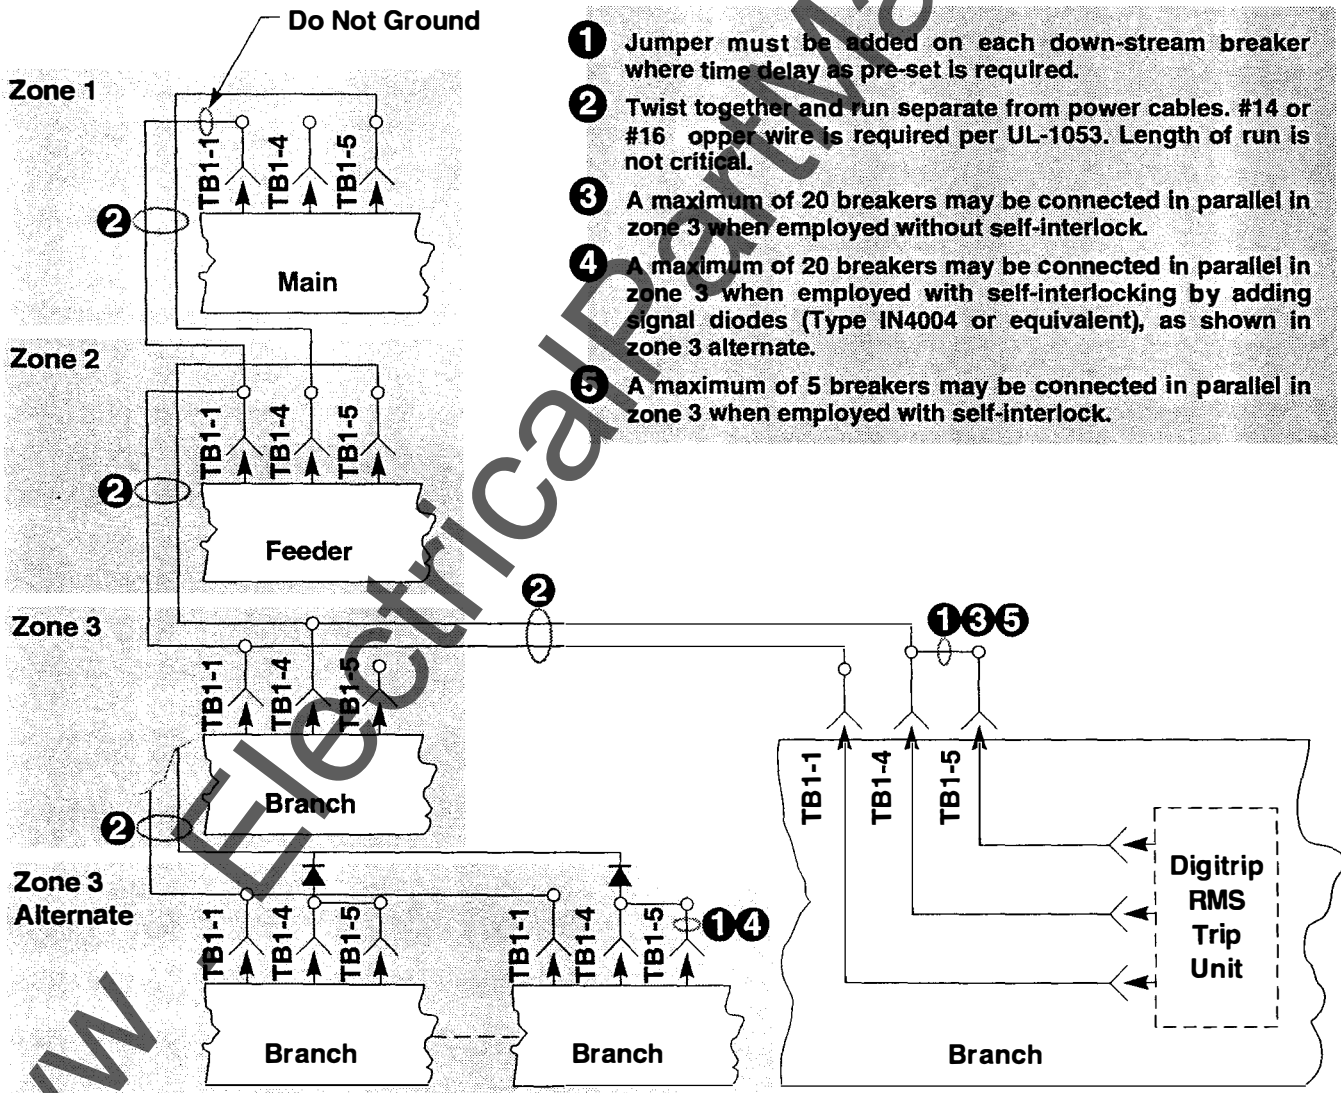 Do Not Ground
Zone 1
TB1-1
TB1-4
TB1-5
2
Main
1 Jumper must be added on each down-stream breaker
where time delay as pre-set is required.
2 Twist together and run separate from power cables. #14 or
#16 opper wire is required per UL-1053. Length of run is
not critical.
3 A maximum of 20 breakers may be connected in parallel in
zone 3 when employed without self-interlock.
4 A maximum of 20 breakers may be connected in parallel in
zone 3 when employed with self-interlocking by adding
signal diodes (Type IN4004 or equivalent), as shown in
zone 3 alternate.
5 A maximum of 5 breakers may be connected in parallel in
zone 3 when employed with self-interlock.
Zone 2
TB1-1
TB1-4
TB1-5
2
Feeder
2
Zone 3
TB1-1
TB1-4
TB1-5
Branch
2
1 3 5
TB1-1
TB1-4
TB1-5
Digitrip
RMS
Trip
Unit
Branch
Zone 3
Alternate
TB1-1
TB1-4
TB1-5
Branch
TB1-1
TB1-4
TB1-5
1 4
Branch
www.ElectricalPartMa